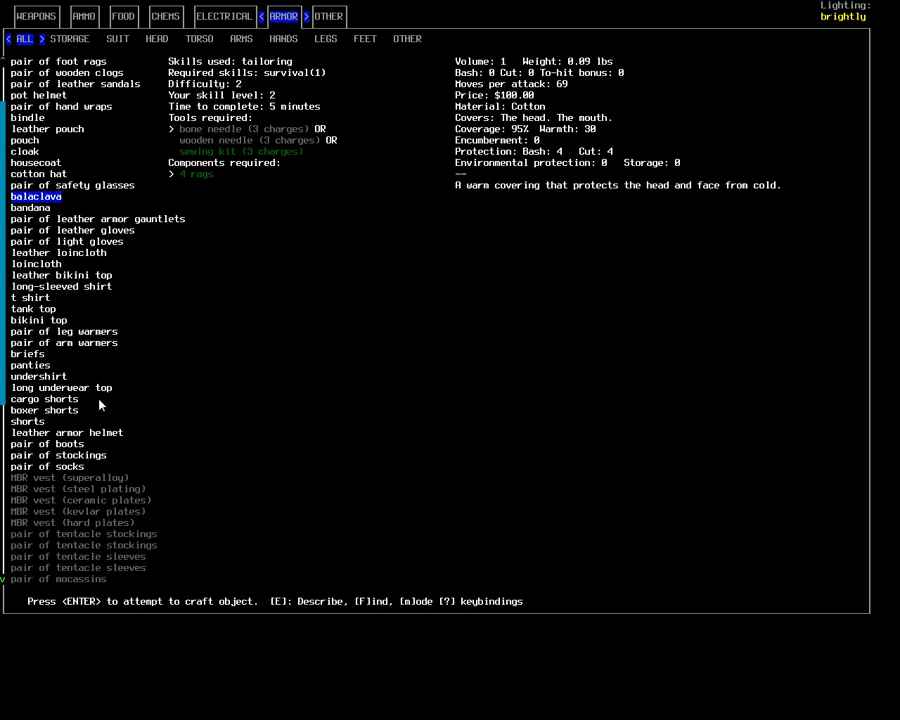 Lighting:
brightly
WEAPONS AMMO FOOD CHEMS ELECTRICAL < ARMOR > OTHER
< ALL > STORAGE SUIT HEAD TORSO ARMS HANDS LEGS FEET OTHER
pair of foot rags
pair of wooden clogs
pair of leather sandals
pot helmet
pair of hand wraps
bindle
leather pouch
pouch
cloak
housecoat
cotton hat
pair of safety glasses
balaclava
bandana
pair of leather armor gauntlets
pair of leather gloves
pair of light gloves
leather loincloth
loincloth
leather bikini top
long-sleeved shirt
t shirt
tank top
bikini top
pair of leg warmers
pair of arm warmers
briefs
panties
undershirt
long underwear top
cargo shorts
boxer shorts
shorts
leather armor helmet
pair of boots
pair of stockings
pair of socks
MBR vest (superalloy)
MBR vest (steel plating)
MBR vest (ceramic plates)
MBR vest (kevlar plates)
MBR vest (hard plates)
pair of tentacle stockings
pair of tentacle stockings
pair of tentacle sleeves
pair of tentacle sleeves
v pair of mocassins
Skills used: tailoring
Required skills: survival(1)
Difficulty: 2
Your skill level: 2
Time to complete: 5 minutes
Tools required:
> bone needle (3 charges) OR
wooden needle (3 charges) OR
sewing kit (3 charges)
Components required:
> 4 rags
Volume: 1 Weight: 0.09 lbs
Bash: 0 Cut: 0 To-hit bonus: 0
Moves per attack: 69
Price: $100.00
Material: Cotton
Covers: The head. The mouth.
Coverage: 95% Warmth: 30
Encumberment: 0
Protection: Bash: 4 Cut: 4
Environmental protection: 0 Storage: 0
--
A warm covering that protects the head and face from cold.
Press <ENTER> to attempt to craft object. [E]: Describe, [F]ind, [m]ode [?] keybindings